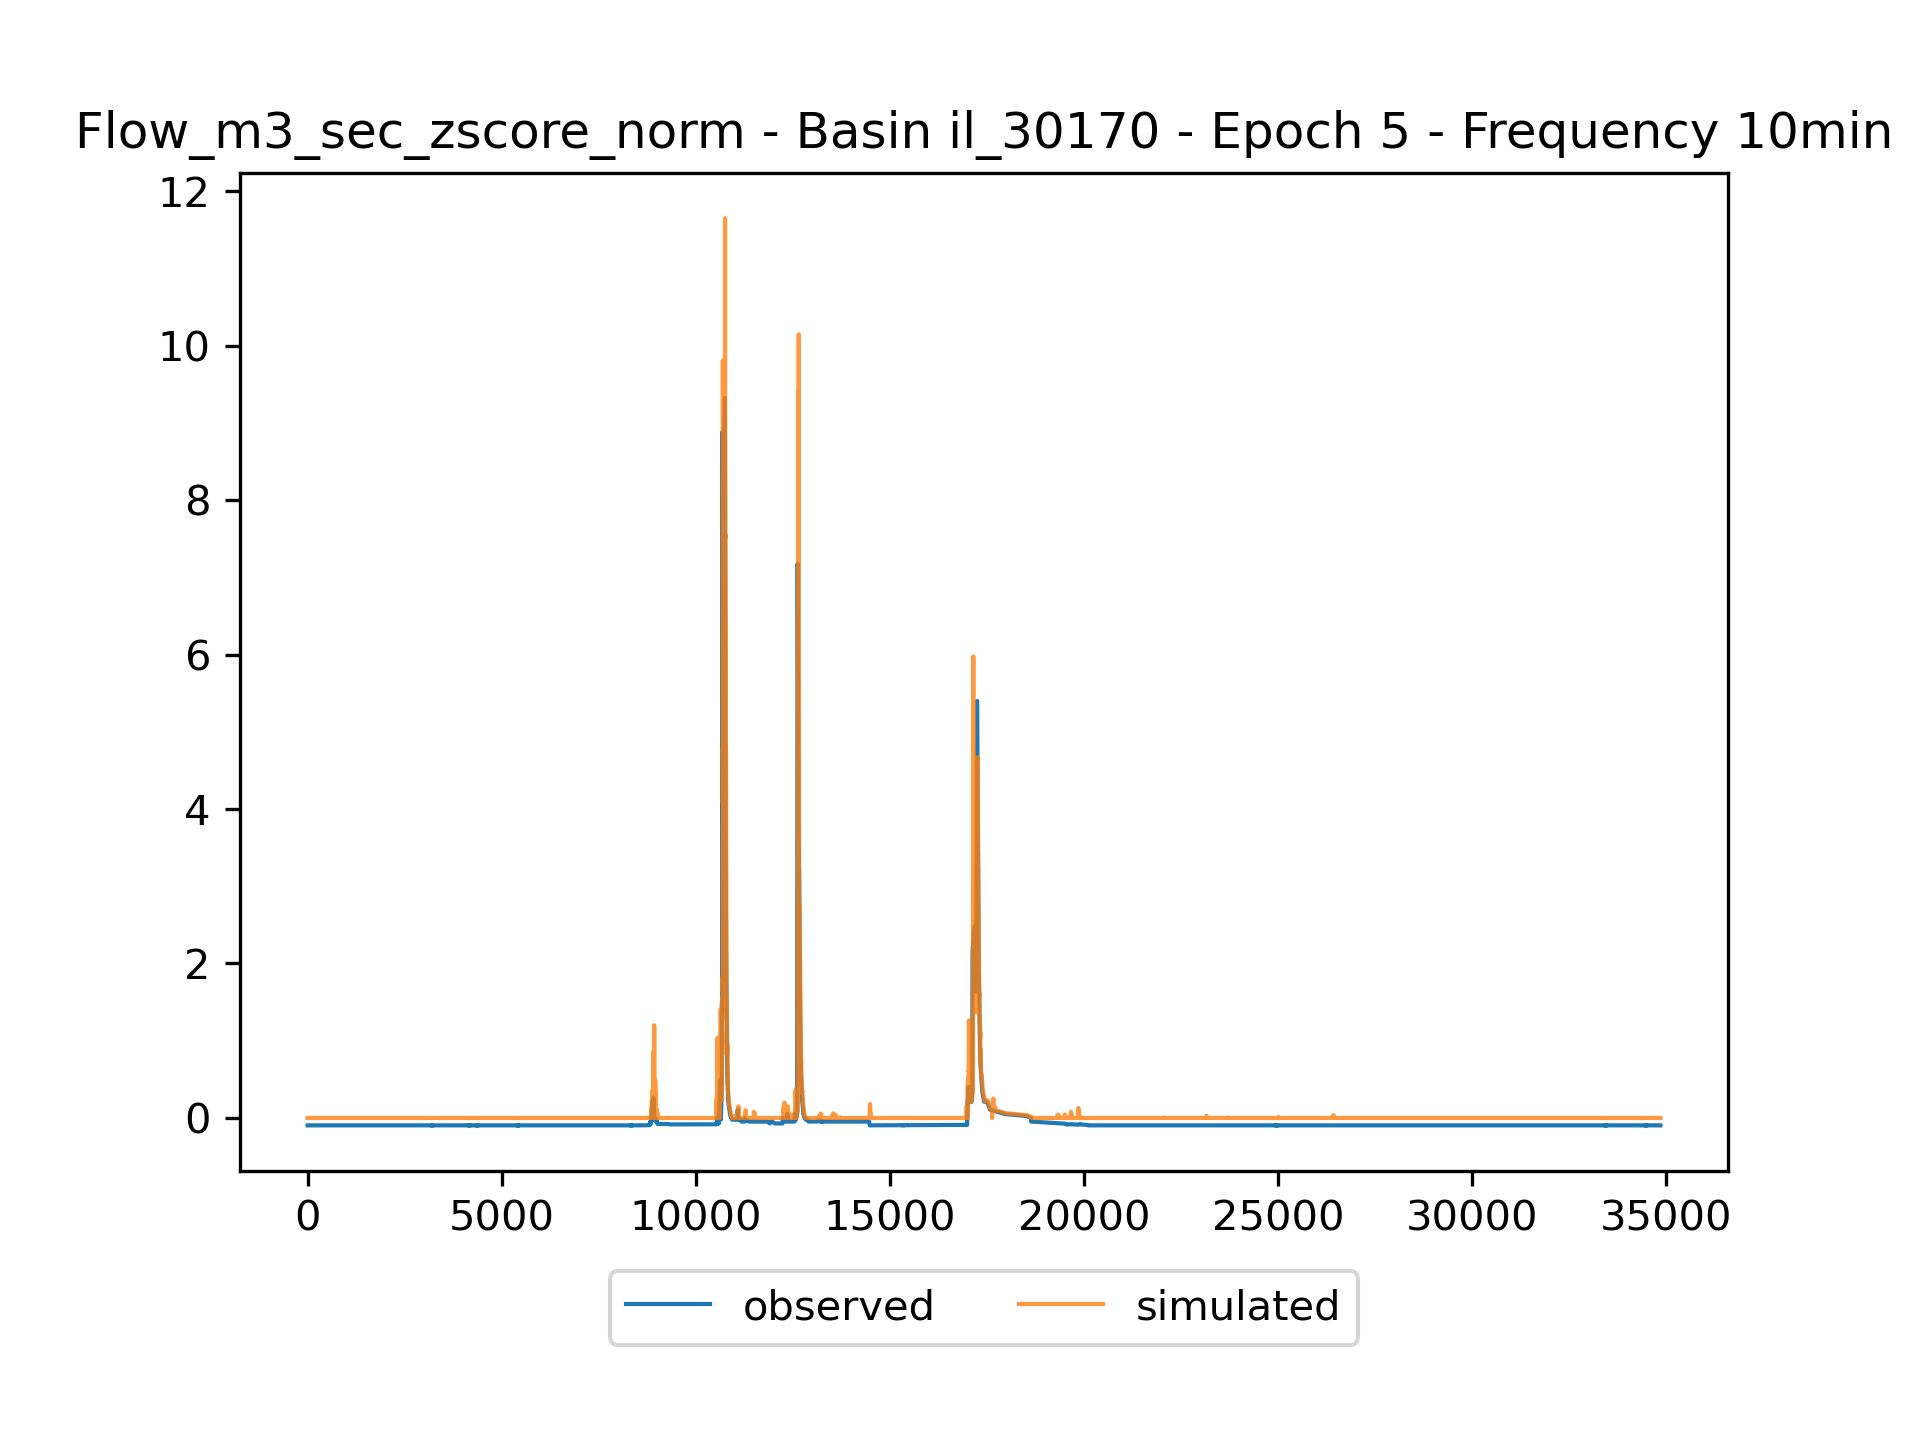 Flow_m3_sec_zscore_norm - Basin il_30170 - Epoch 5 - Frequency 10min
12
10
8
6
4
2
0
0 5000 10000 15000 20000 25000 30000 35000
observed simulated